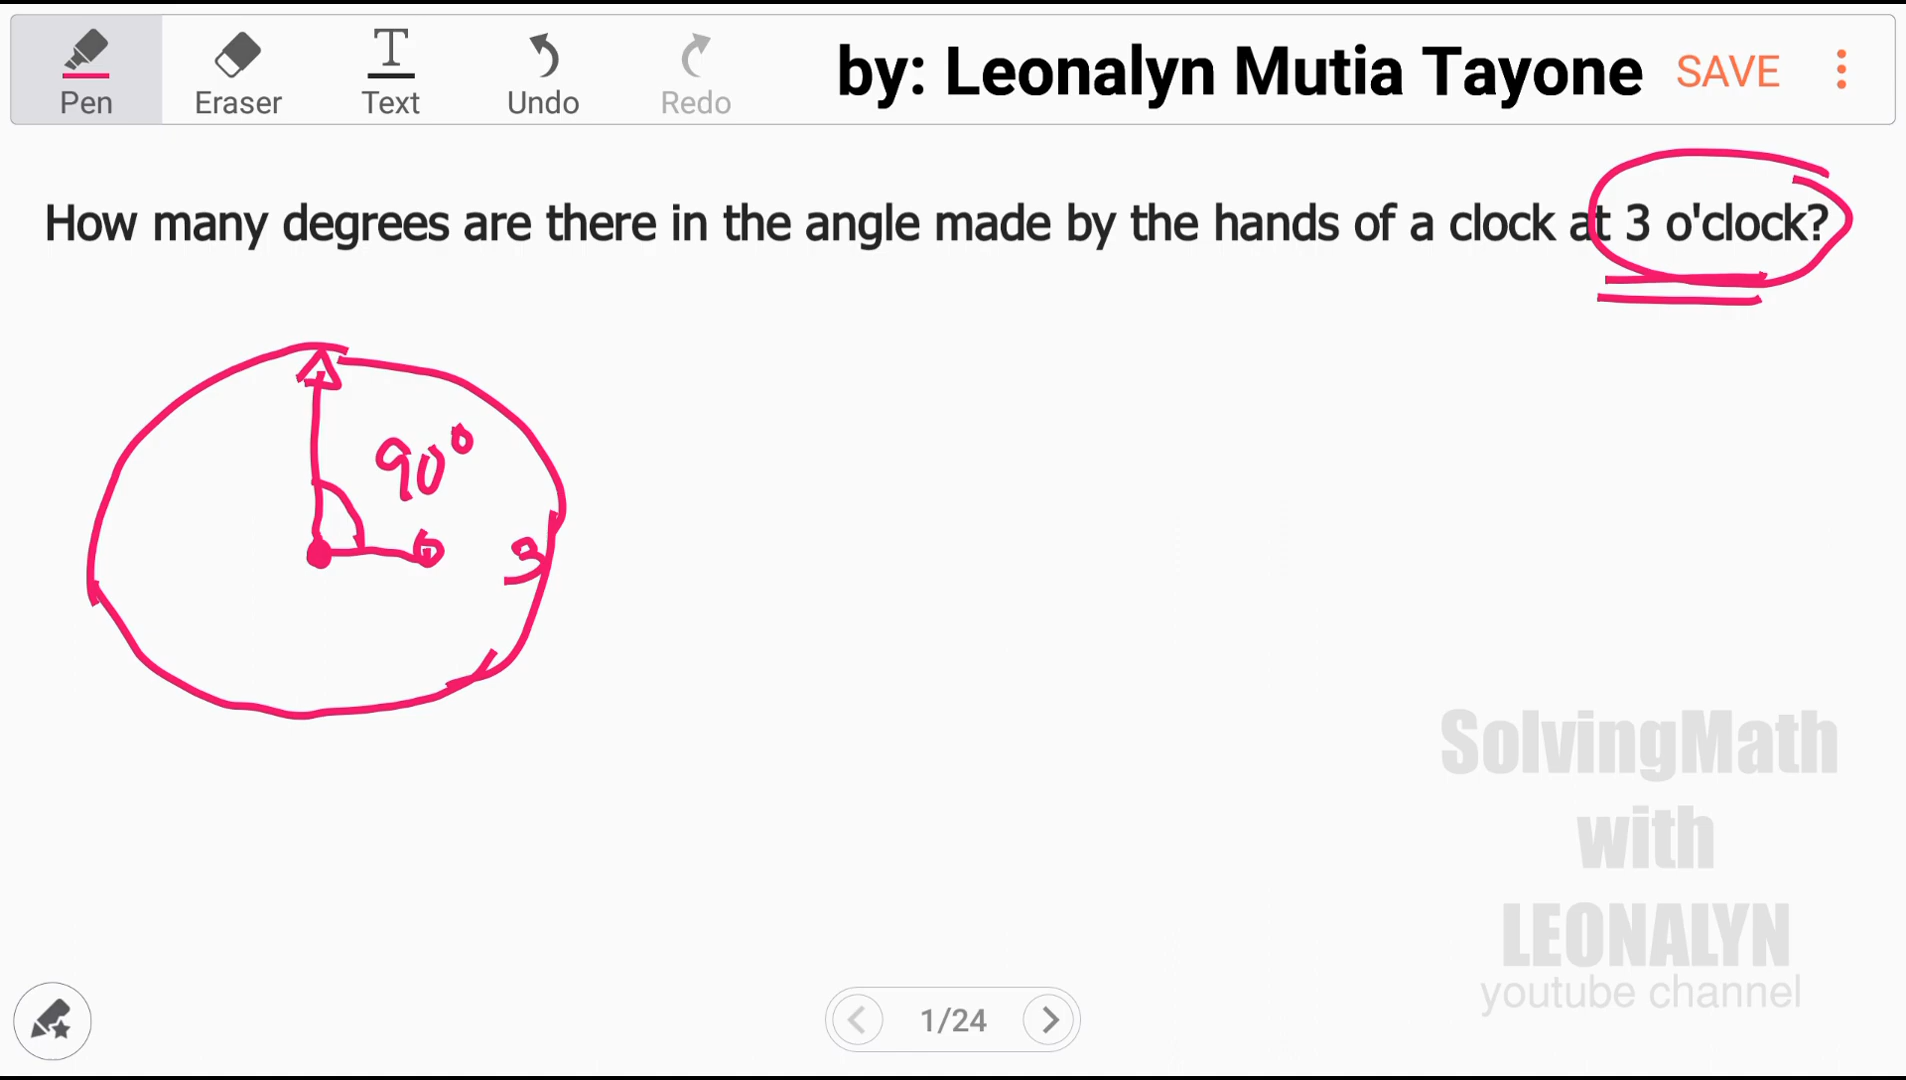 by: Leonalyn Mutia Tayone SAVE
Pen Eraser Text Undo Redo
How many degrees are there in the angle made by the hands of a clock at 3 o'clock?
90°
3
SolvingMath
with
LEONALYN
youtube channel
1/24